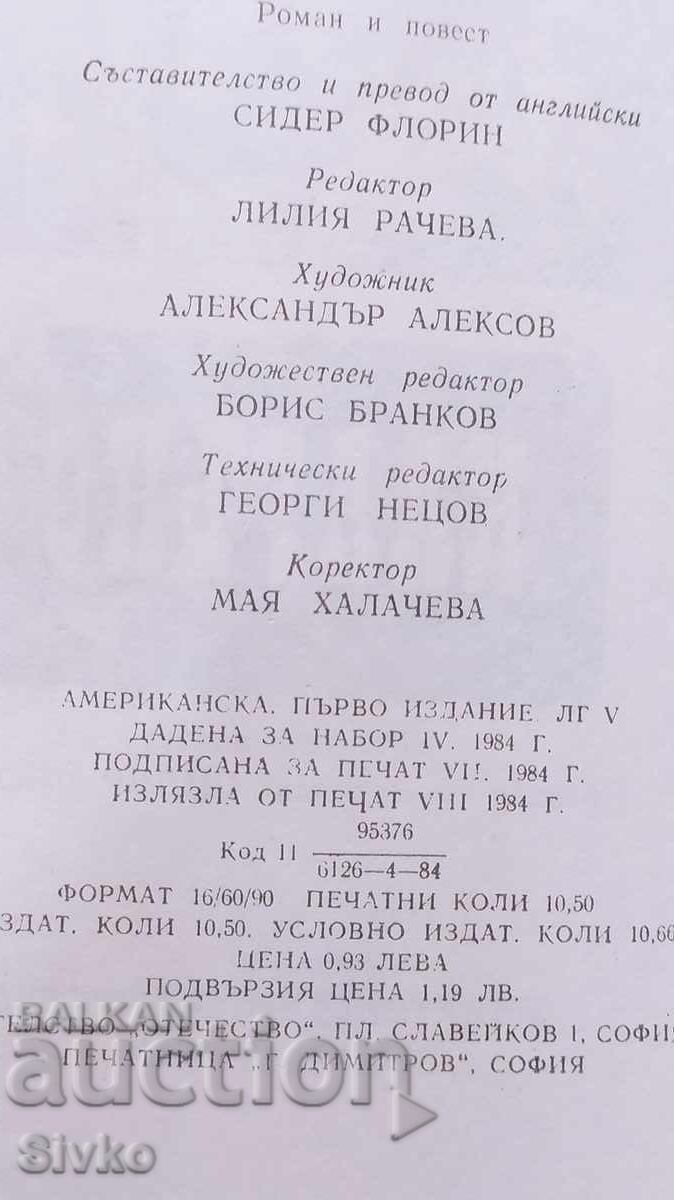 Роман и повест
Съставителство и превод от английски
СИДЕР ФЛОРИН
Редактор
ЛИЛИЯ РАЧЕВА.
Художник
АЛЕКСАНДЪР АЛЕКСОВ
Художествен редактор
БОРИС БРАНКОВ
Технически редактор
ГЕОРГИ НЕЦОВ
Коректор
МАЯ ХАЛАЧЕВА
АМЕРИКАНСКА. ПЪРВО ИЗДАНИЕ. ЛГ V
ДАДЕНА ЗА НАБОР IV. 1984 Г.
ПОДПИСАНА ЗА ПЕЧАТ VII. 1984 Г.
ИЗЛЯЗЛА ОТ ПЕЧАТ VIII 1984 Г.
95376
Код 11
6126—4—84
ФОРМАТ 16/60/90 ПЕЧАТНИ КОЛИ 10,50
ЗДАТ. КОЛИ 10,50. УСЛОВНО ИЗДАТ. КОЛИ 10,66
ЦЕНА 0,93 ЛЕВА
ПОДВЪРЗИЯ ЦЕНА 1,19 ЛВ.
ТЕЛСТВО „ОТЕЧЕСТВО“, ПЛ. СЛАВЕЙКОВ 1, СОФИЯ
ПЕЧАТНИЦА „Г ДИМИТРОВ“, СОФИЯ
BALKAN
auction
Sivko